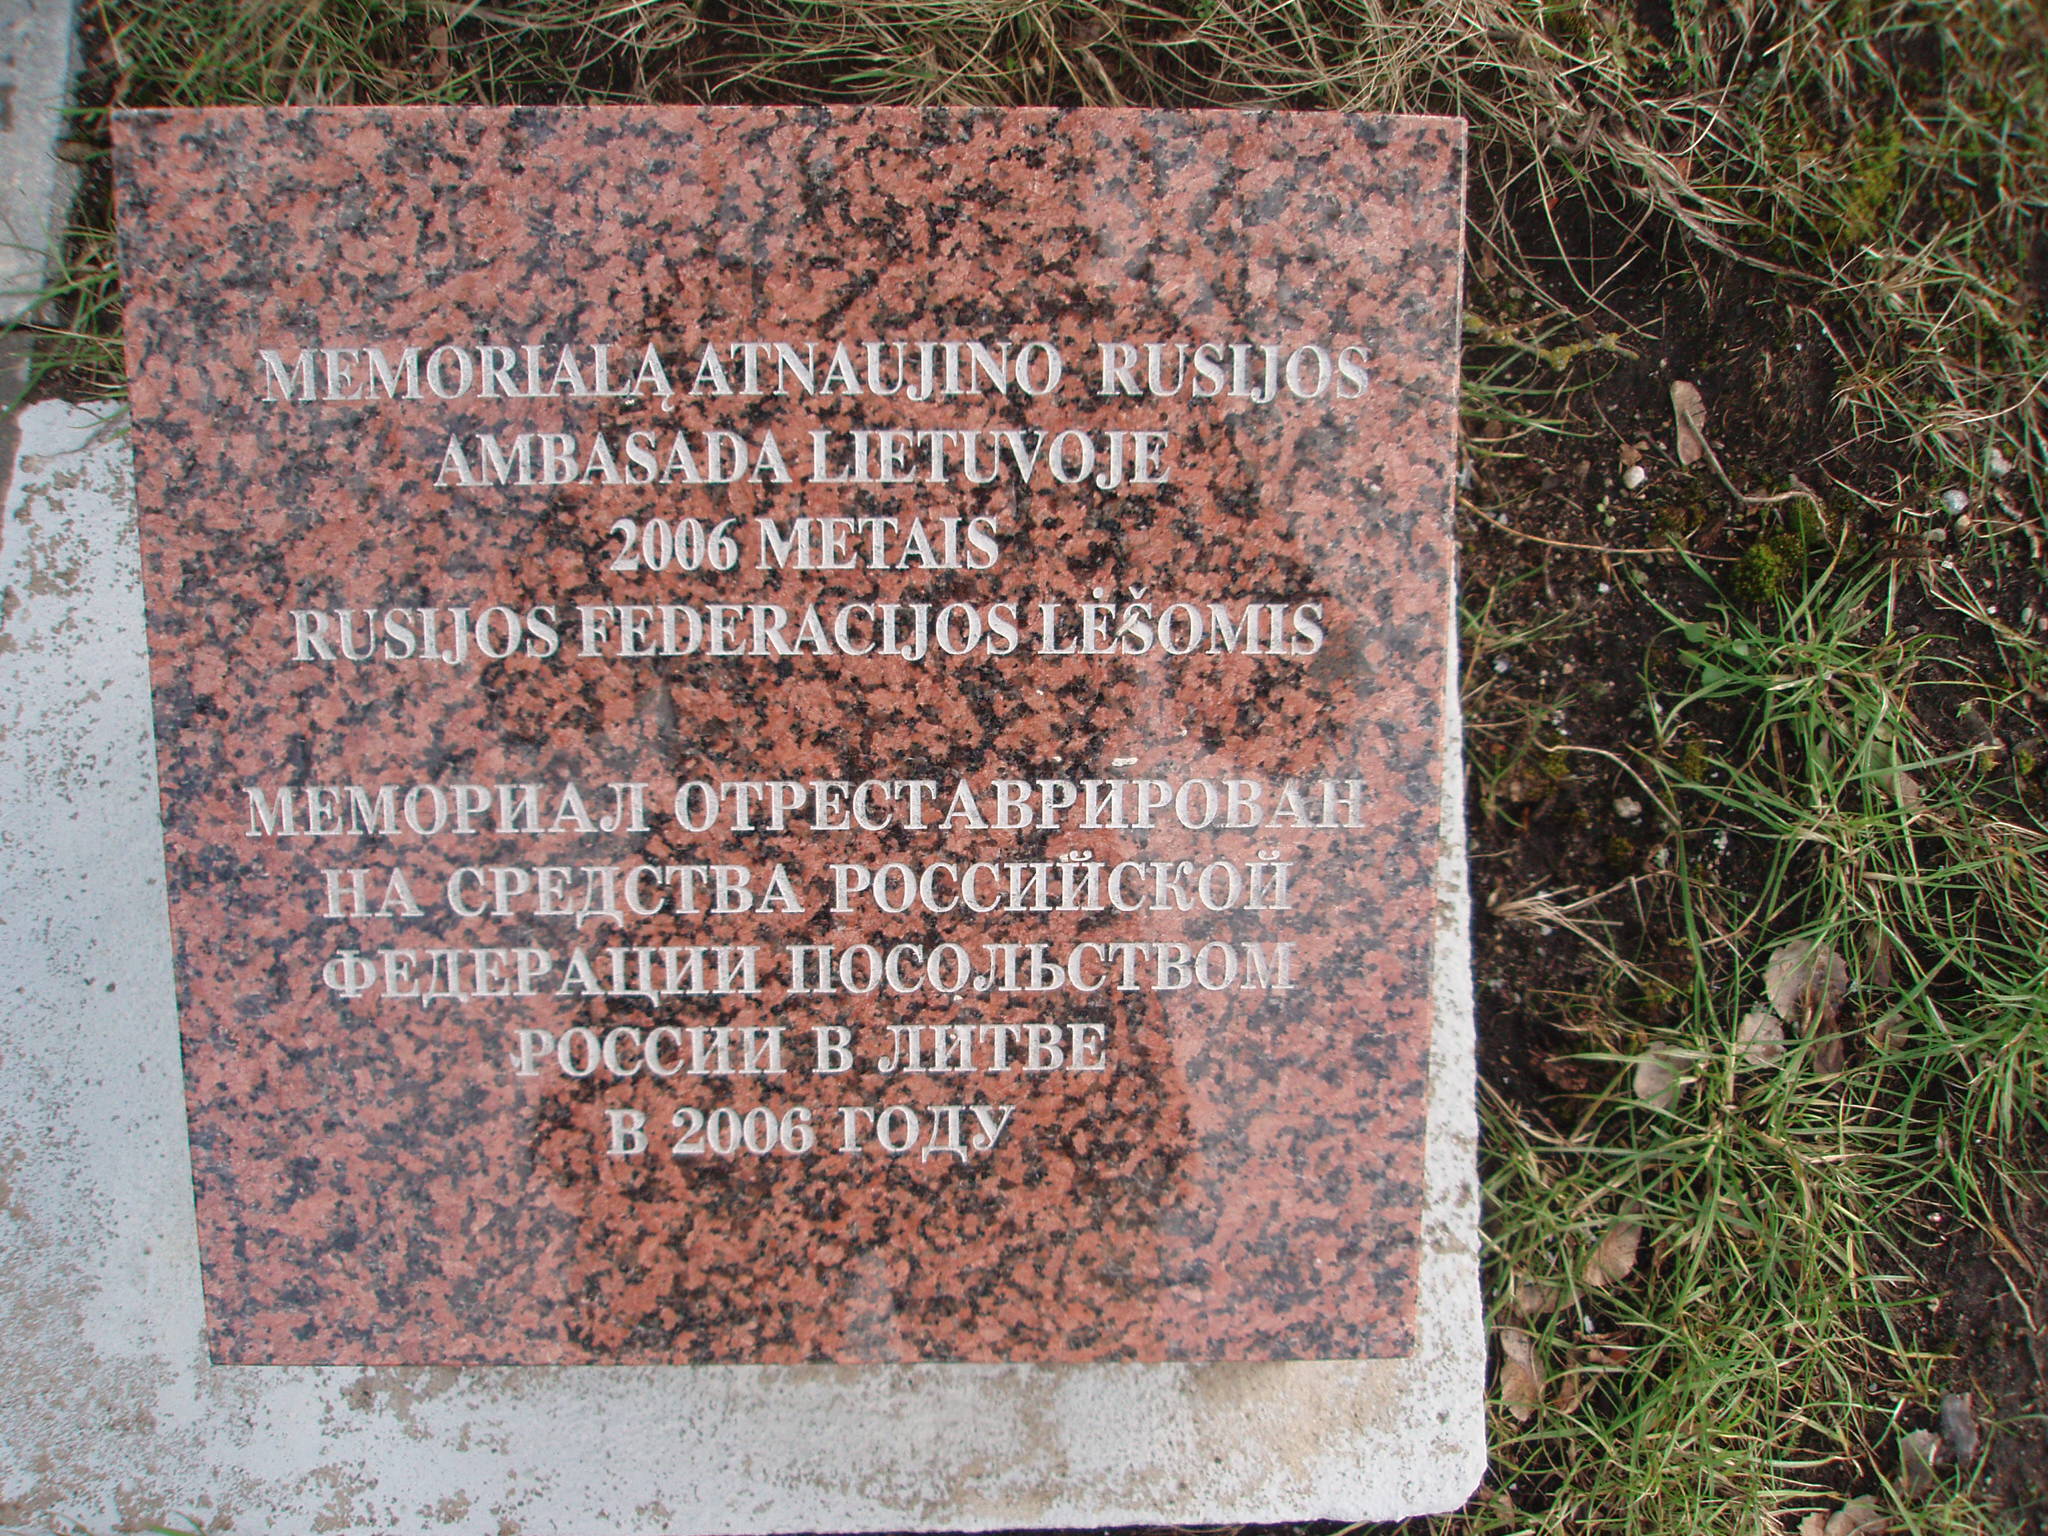 MEMORIALĄ ATNAUJINO RUSIJOS
AMBASADA LIETUVOJE
2006 METAIS
RUSIJOS FEDERACIJOS LĖŠOMIS
МЕМОРИАЛ ОТРЕСТАВРИРОВАН
НА СРЕДСТВА РОССИЙСКОЙ
ФЕДЕРАЦИИ ПОСОЛЬСТВОМ
РОССИИ В ЛИТВЕ
В 2006 ГОДУ